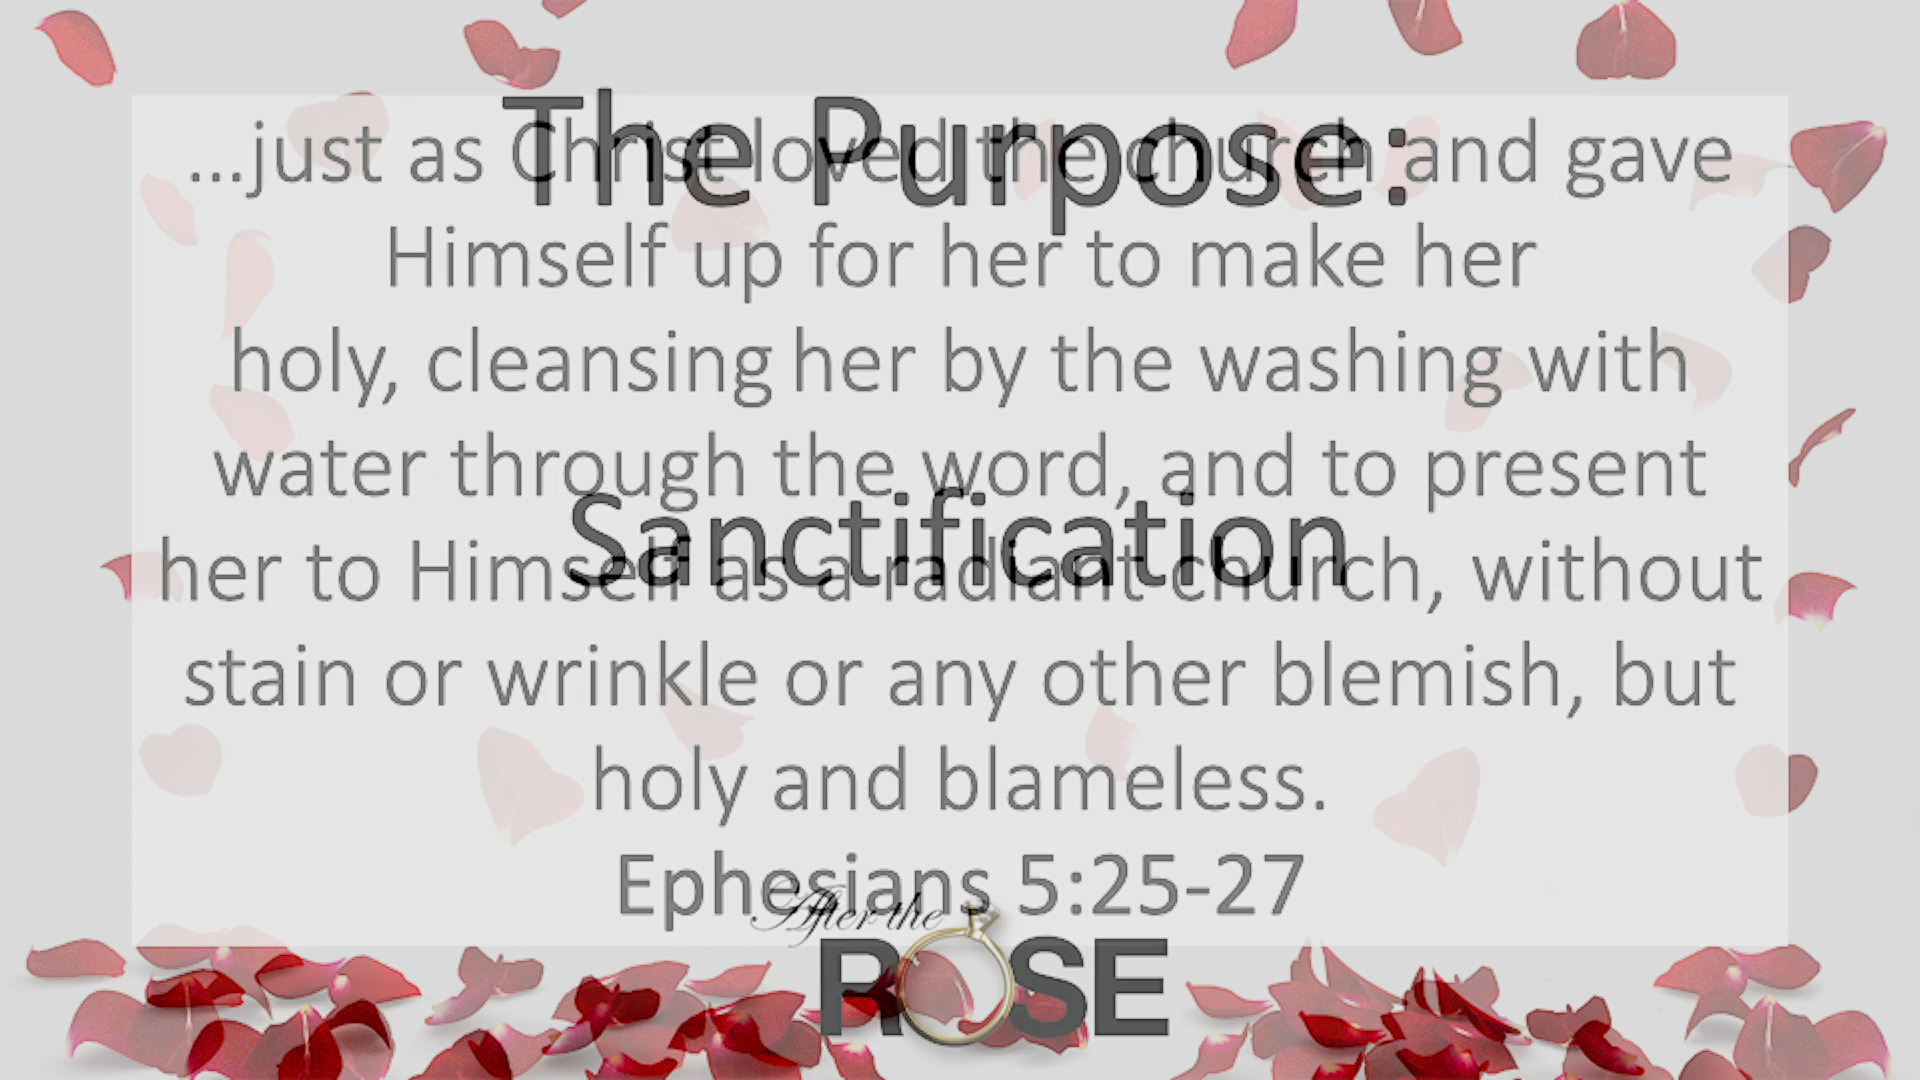 The Purpose:
Sanctification
...just as Christ loved the church and gave
Himself up for her to make her
holy, cleansing her by the washing with
water through the word, and to present
her to Himself as a radiant church, without
stain or wrinkle or any other blemish, but
holy and blameless.
Ephesians 5:25-27
After the
ROSE